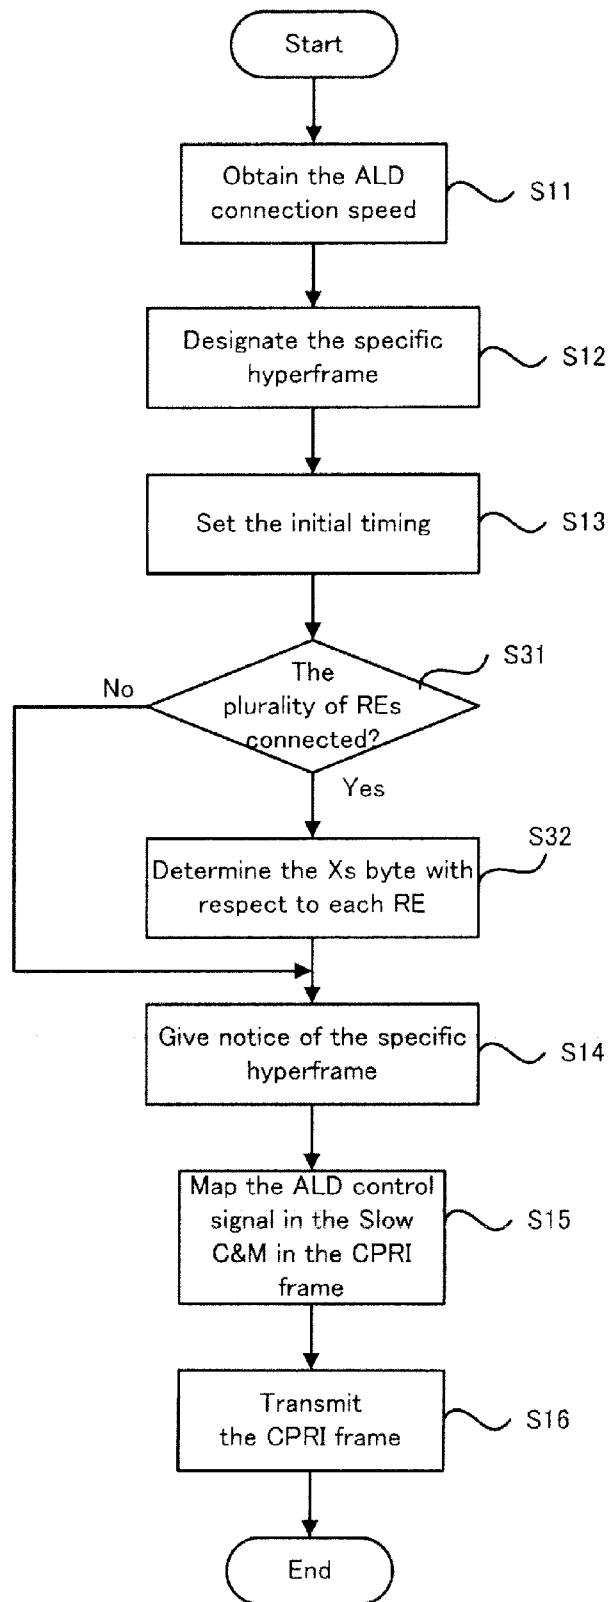 Start
Obtain the ALD
connection speed
S11
Designate the specific
hyperframe
S12
Set the initial timing
S13
The
plurality of REs
connected?
S31
No
Yes
Determine the Xs byte with
respect to each RE
S32
Give notice of the specific
hyperframe
S14
Map the ALD control
signal in the Slow
C&M in the CPRI
frame
S15
Transmit
the CPRI frame
S16
End